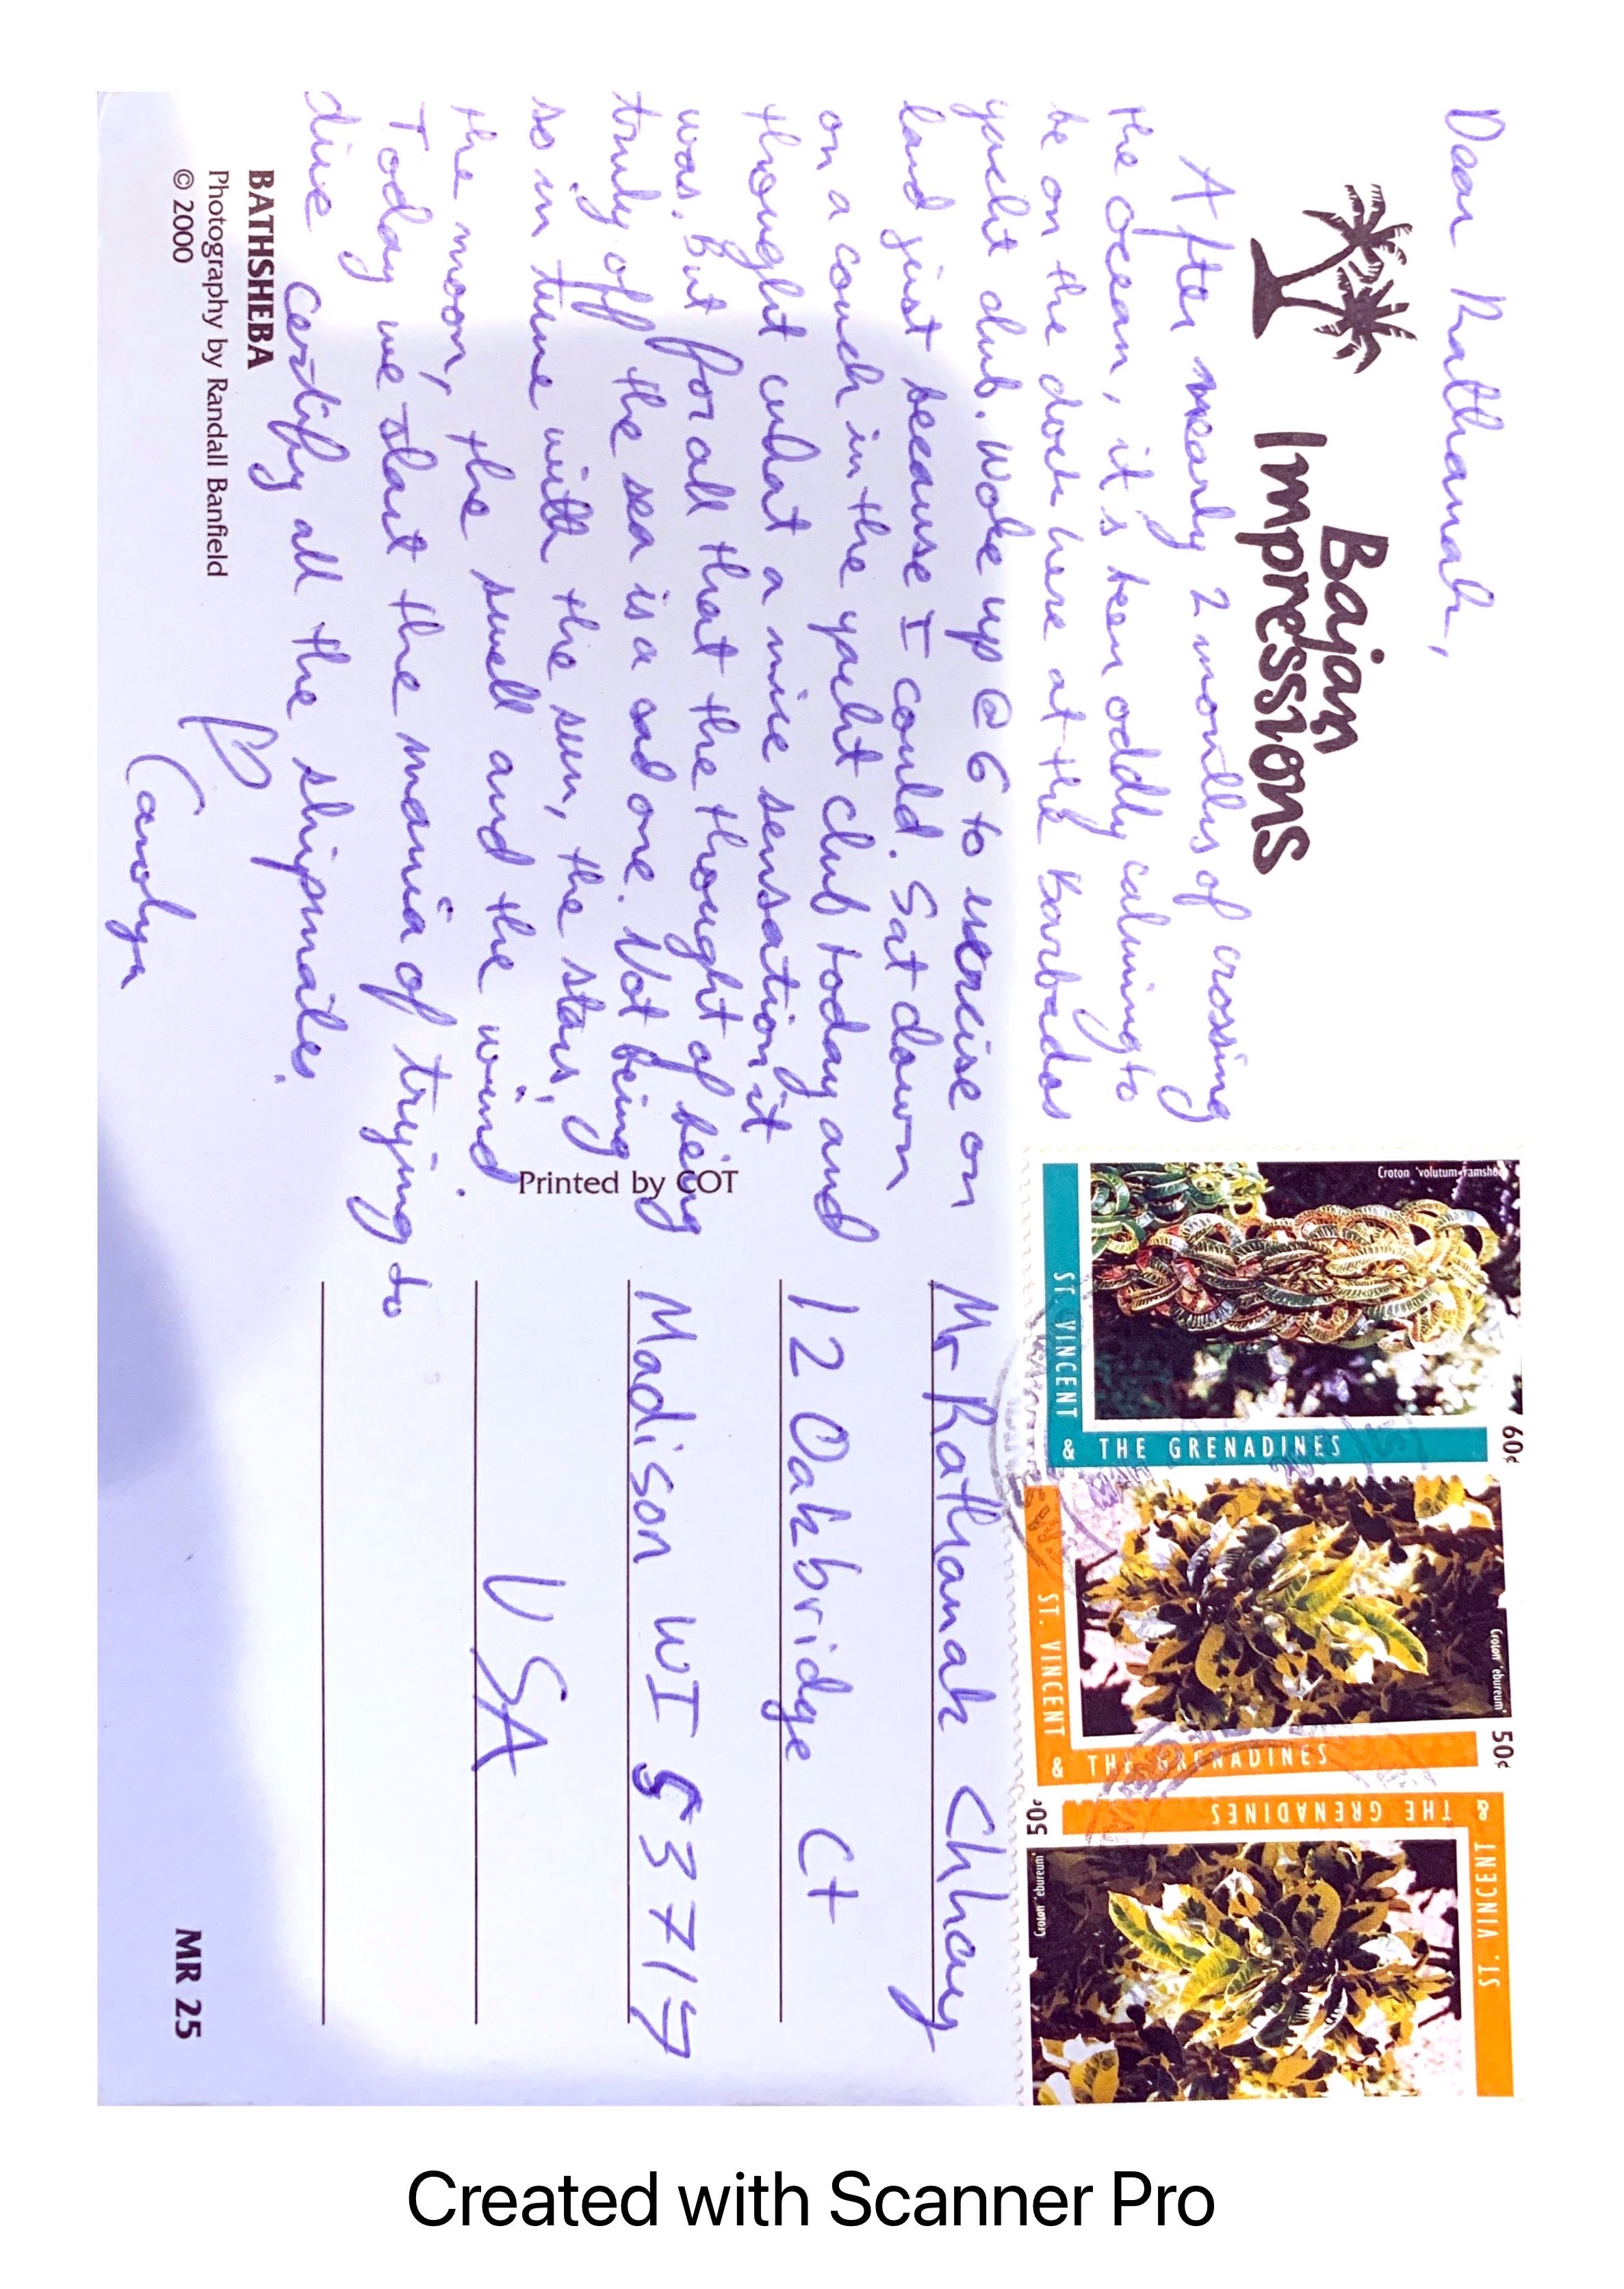 Dear Rathanak,
Bajan
Impressions
After nearly 2 months of crossing
the ocean, it's been oddly calming to
be on the dock here at the Barbados
yacht club. Woke up @ 6 to exercise on
land just because I could. Sat down
on a couch in the yacht club today and
thought what a nice sensation it
was. But for all that the thought of being
truly off the sea is a sad one. Not being
so in tune with the sun, the stars,
the moon, the swell and the wind.
Today we start the mania of trying to
dive certify all the shipmates.
Carolyn
BATHSHEBA
Photography by Randall Banfield
© 2000
Printed by COT
Croton 'volutum-ramshorn'
60¢
ST. VINCENT & THE GRENADINES
Croton 'ebureum'
50¢
ST. VINCENT & THE GRENADINES
Croton 'ebureum'
50¢
ST. VINCENT & THE GRENADINES
Mr Rathanak Chhay
12 Oakbridge Ct
Madison WI 53717
USA
MR 25
Created with Scanner Pro